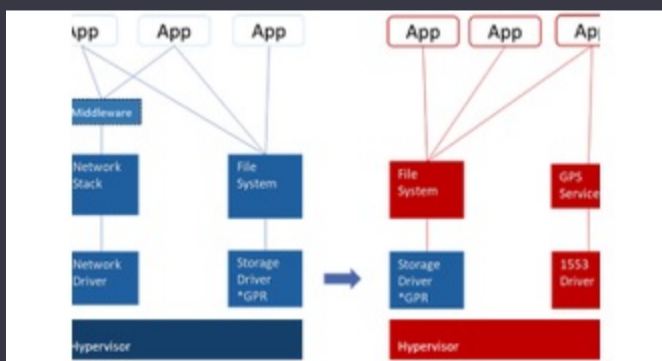 App
App
App
App
App
App
Middleware
Network
Stack
File
System
File
System
GPS
Service
Network
Driver
Storage
Driver
*GPR
Storage
Driver
*GPR
1553
Driver
Hypervisor
Hypervisor